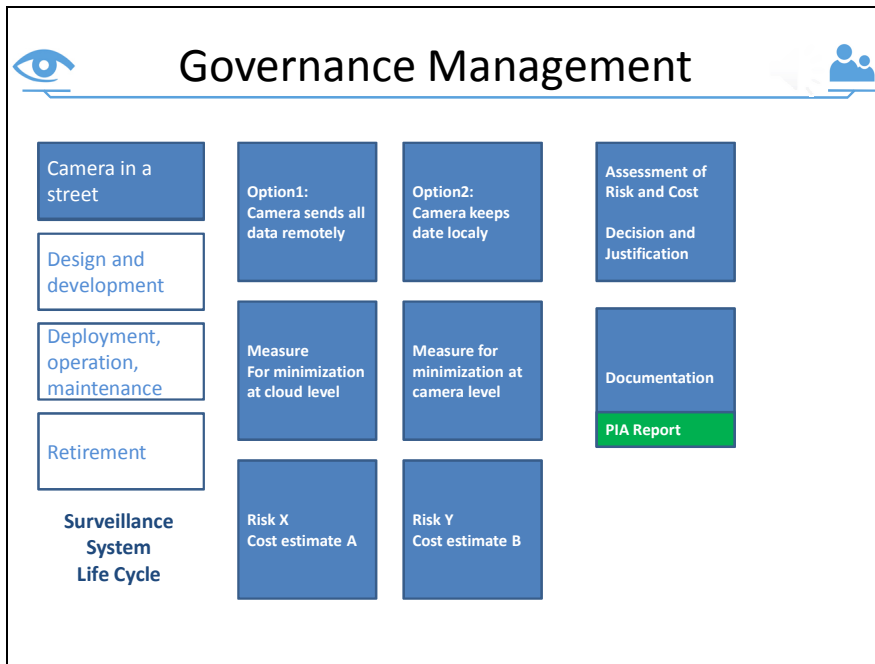 Governance Management
Camera in a
street
Design and
development
Deployment,
operation,
maintenance
Retirement
Surveillance
System
Life Cycle
Option1:
Camera sends all
data remotely
Option2:
Camera keeps
date localy
Measure
For minimization
at cloud level
Measure for
minimization at
camera level
Risk X
Cost estimate A
Risk Y
Cost estimate B
Assessment of
Risk and Cost
Decision and
Justification
Documentation
PIA Report